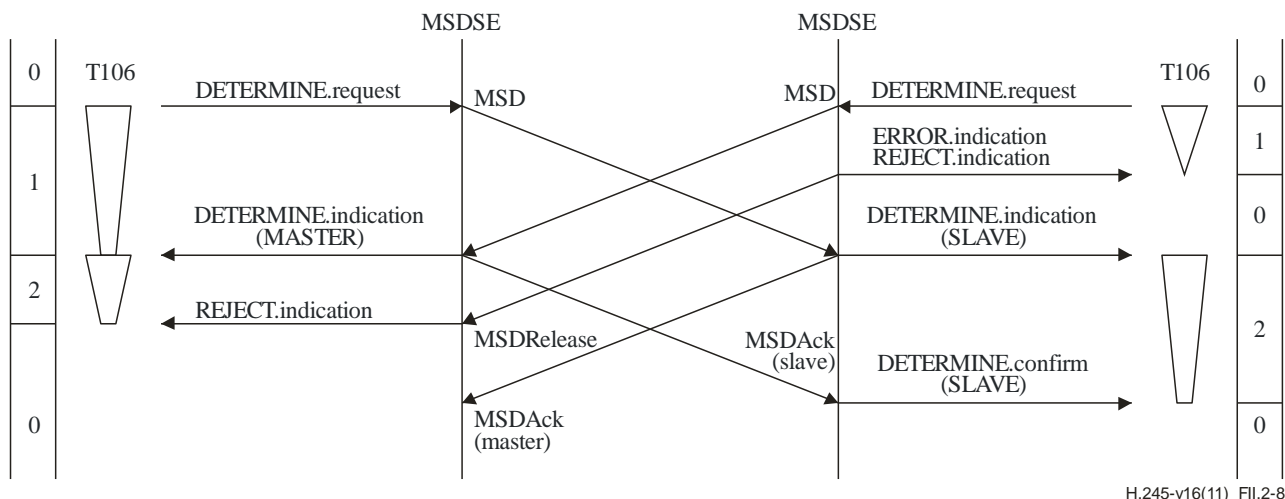 MSDSE
MSDSE
0
T106
T106
0
DETERMINE.request
MSD
MSD
DETERMINE.request
ERROR.indication
REJECT.indication
1
1
DETERMINE.indication
(MASTER)
DETERMINE.indication
(SLAVE)
0
2
REJECT.indication
MSDRelease
MSDAck
(slave)
2
DETERMINE.confirm
(SLAVE)
0
MSDAck
(master)
0
H.245-v16(11)_FII.2-8